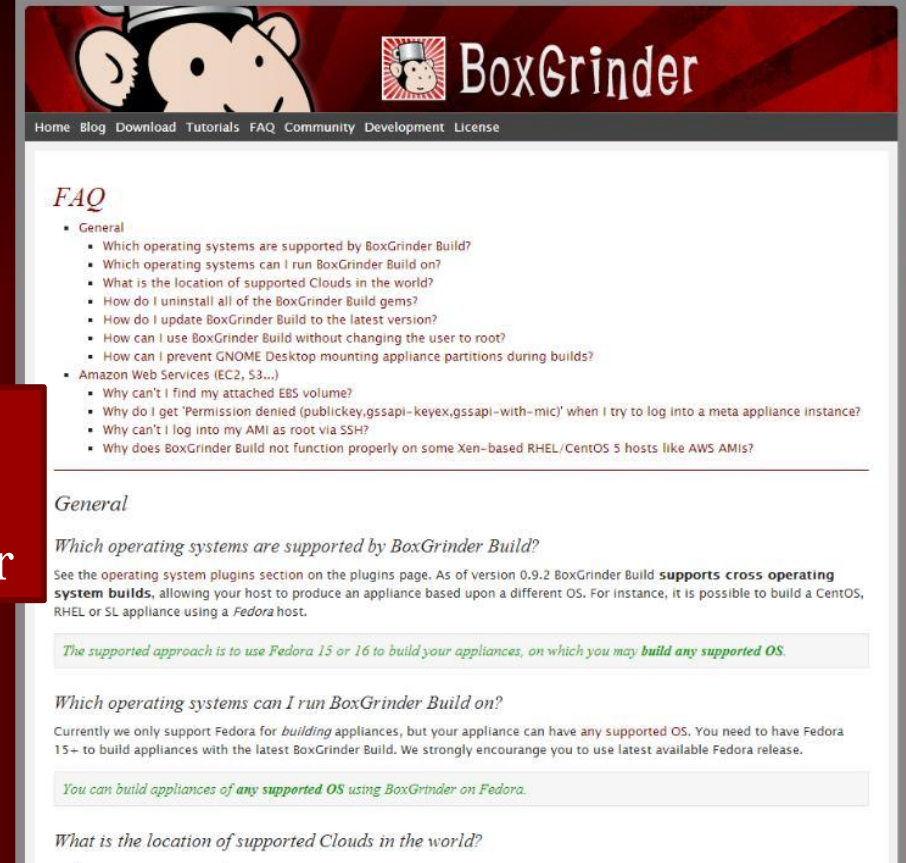 BoxGrinder
Home Blog Download Tutorials FAQ Community Development License
FAQ
General
Which operating systems are supported by BoxGrinder Build?
Which operating systems can I run BoxGrinder Build on?
What is the location of supported Clouds in the world?
How do I uninstall all of the BoxGrinder Build gems?
How do I update BoxGrinder Build to the latest version?
How can I use BoxGrinder Build without changing the user to root?
How can I prevent GNOME Desktop mounting appliance partitions during builds?
Amazon Web Services (EC2, S3...)
Why can't I find my attached EBS volume?
Why do I get 'Permission denied (publickey,gssapi-keyex,gssapi-with-mic)' when I try to log into a meta appliance instance?
Why can't I log into my AMI as root via SSH?
Why does BoxGrinder Build not function properly on some Xen-based RHEL/CentOS 5 hosts like AWS AMIs?
General
Which operating systems are supported by BoxGrinder Build?
See the operating system plugins section on the plugins page. As of version 0.9.2 BoxGrinder Build supports cross operating
system builds, allowing your host to produce an appliance based upon a different OS. For instance, it is possible to build a CentOS,
RHEL or SL appliance using a Fedora host.
The supported approach is to use Fedora 15 or 16 to build your appliances, on which you may build any supported OS.
Which operating systems can I run BoxGrinder Build on?
Currently we only support Fedora for building appliances, but your appliance can have any supported OS. You need to have Fedora
15+ to build appliances with the latest BoxGrinder Build. We strongly encourange you to use latest available Fedora release.
You can build appliances of any supported OS using BoxGrinder on Fedora.
What is the location of supported Clouds in the world?